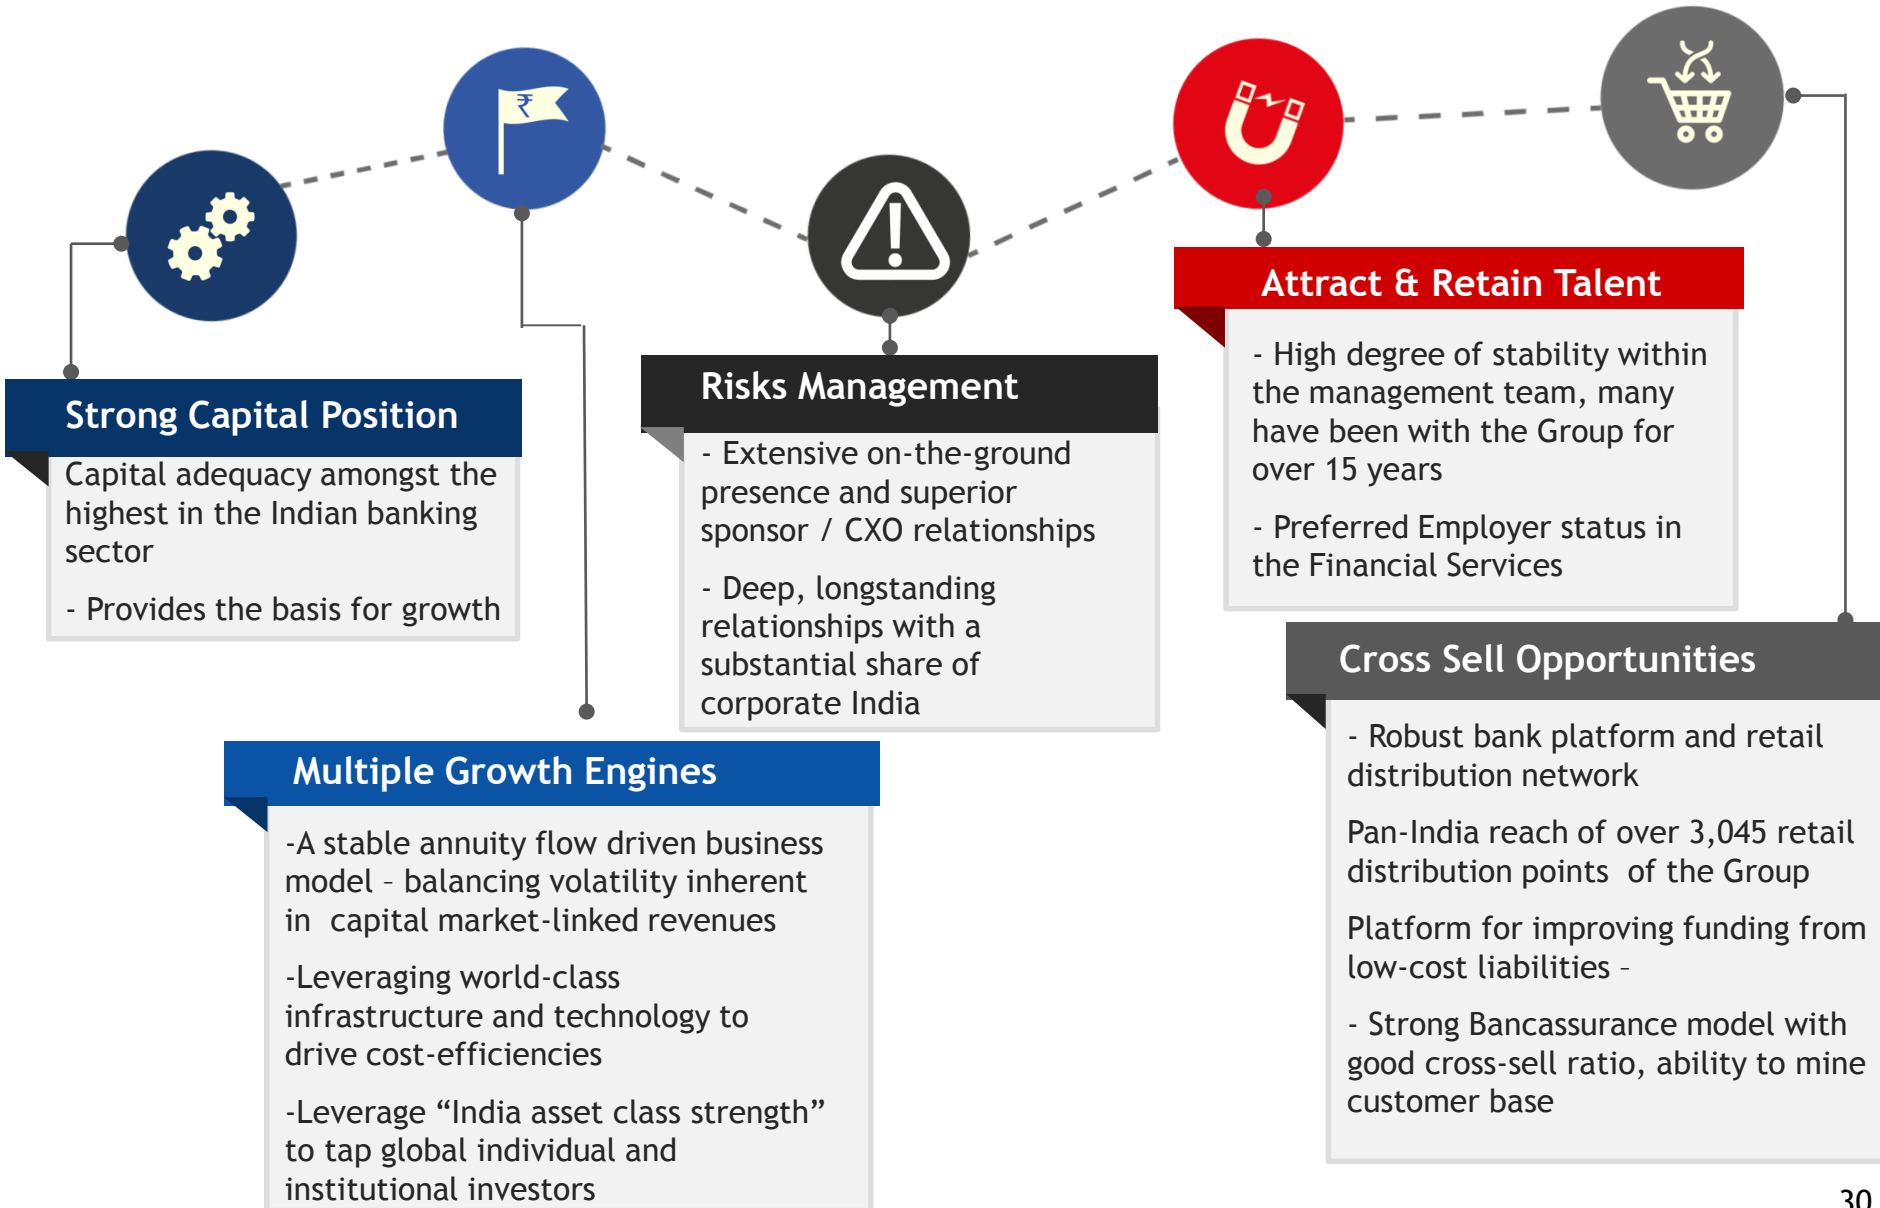 ₹
Strong Capital Position
Capital adequacy amongst the
highest in the Indian banking
sector
- Provides the basis for growth
Multiple Growth Engines
-A stable annuity flow driven business
model – balancing volatility inherent
in  capital market-linked revenues
-Leveraging world-class
infrastructure and technology to
drive cost-efficiencies
-Leverage “India asset class strength”
to tap global individual and
institutional investors
Risks Management
- Extensive on-the-ground
presence and superior
sponsor / CXO relationships
- Deep, longstanding
relationships with a
substantial share of
corporate India
Attract & Retain Talent
- High degree of stability within
the management team, many
have been with the Group for
over 15 years
- Preferred Employer status in
the Financial Services
Cross Sell Opportunities
- Robust bank platform and retail
distribution network
Pan-India reach of over 3,045 retail
distribution points  of the Group
Platform for improving funding from
low-cost liabilities –
- Strong Bancassurance model with
good cross-sell ratio, ability to mine
customer base
30